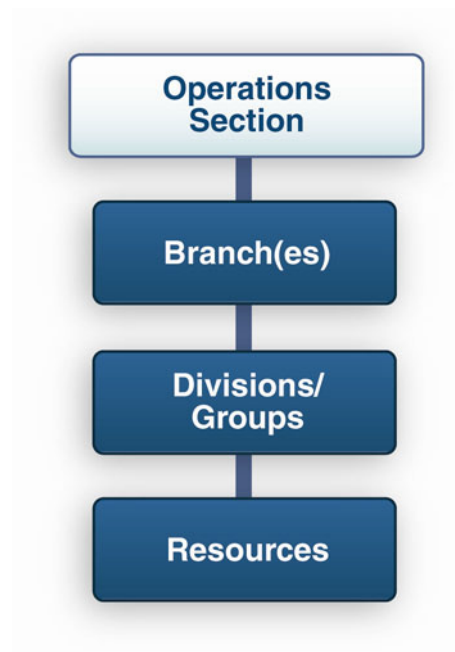 Operations
Section
Branch(es)
Divisions/
Groups
Resources